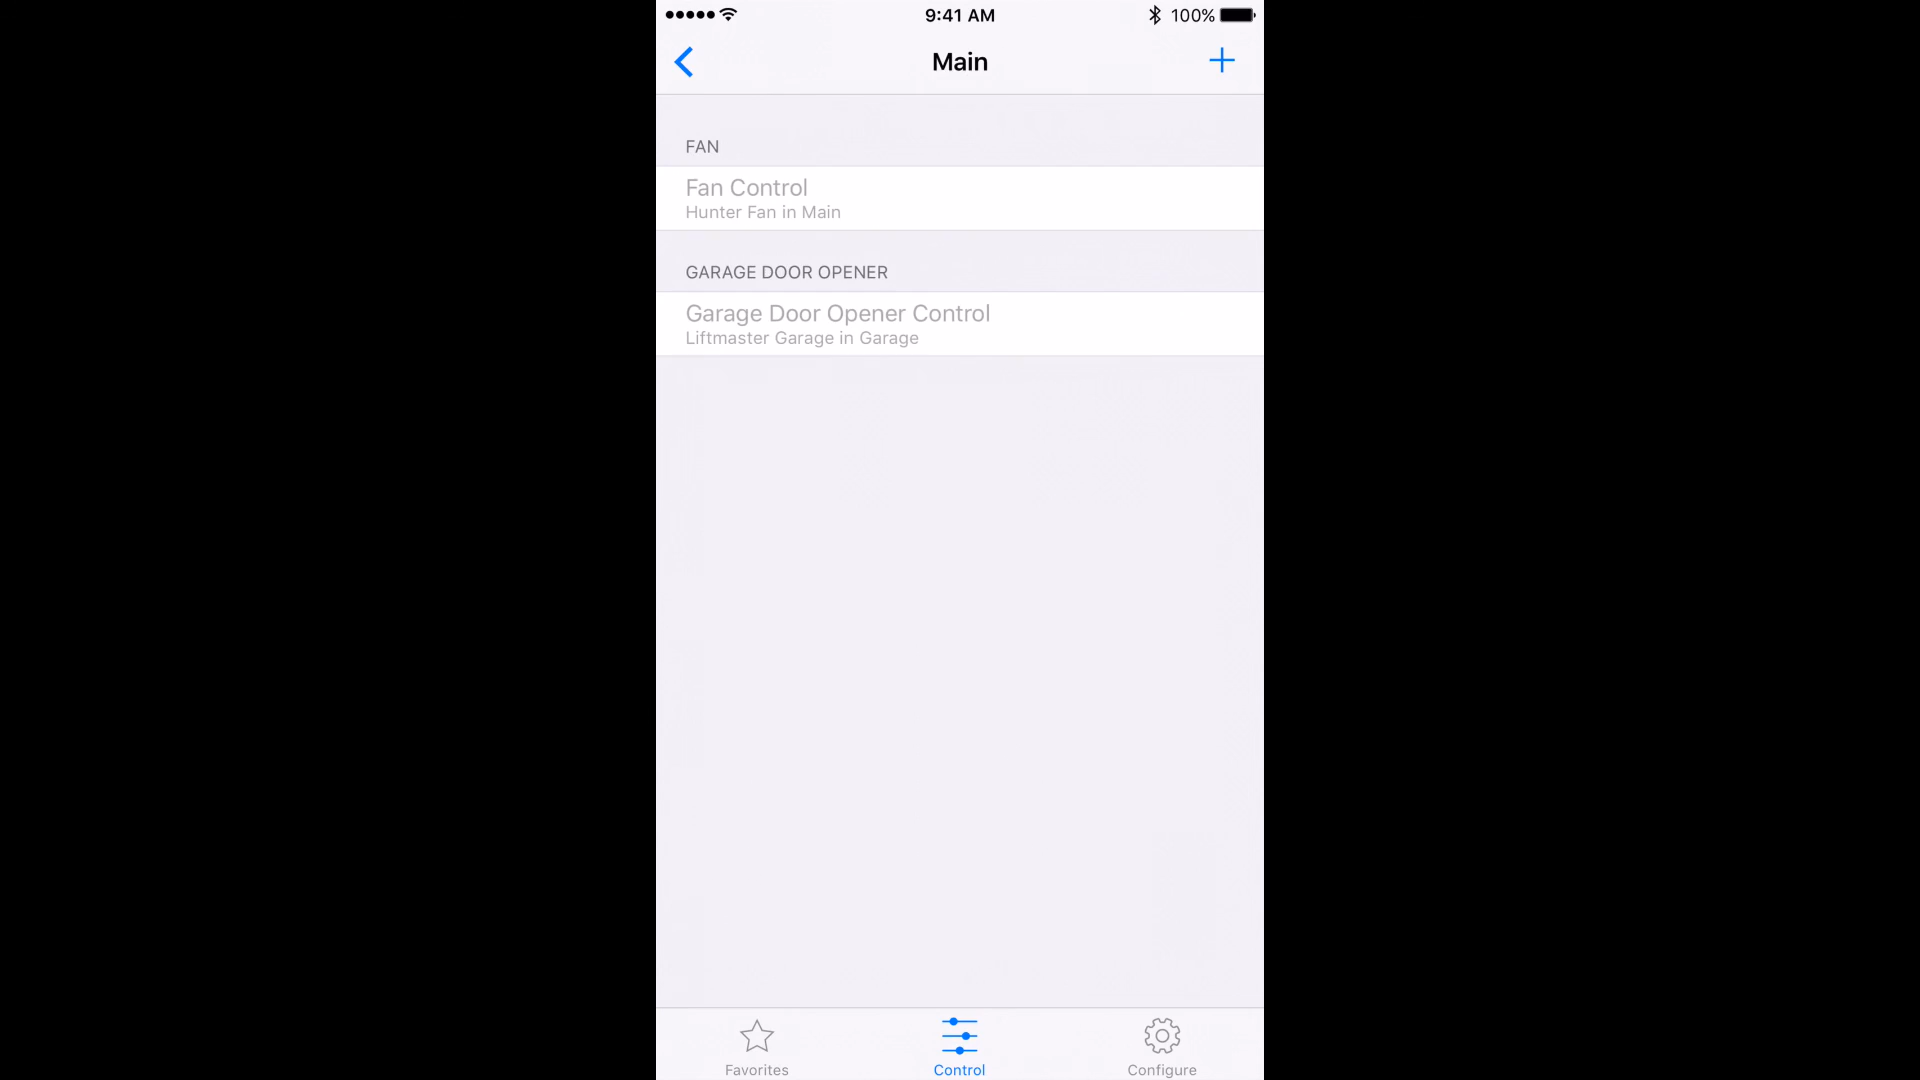 9:41 AM
100%
Main
FAN
Fan Control
Hunter Fan in Main
GARAGE DOOR OPENER
Garage Door Opener Control
Liftmaster Garage in Garage
Favorites
Control
Configure